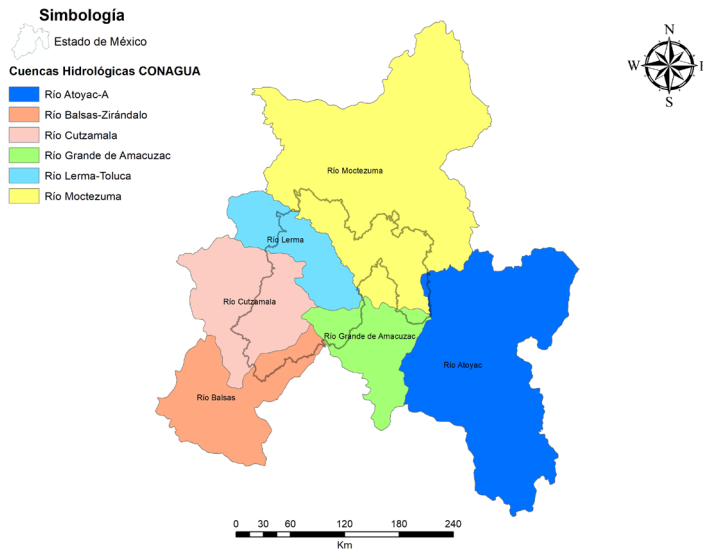 Simbología
Estado de México
Cuencas Hidrológicas CONAGUA
Río Atoyac-A
Río Balsas-Zirándalo
Río Cutzamala
Río Grande de Amacuzac
Río Lerma-Toluca
Río Moctezuma
N
W
E
S
Río Moctezuma
Río Lerma
Río Cutzamala
Río Grande de Amacuzac
Río Atoyac
Río Balsas
0 15 30 60 120 180 240
Km